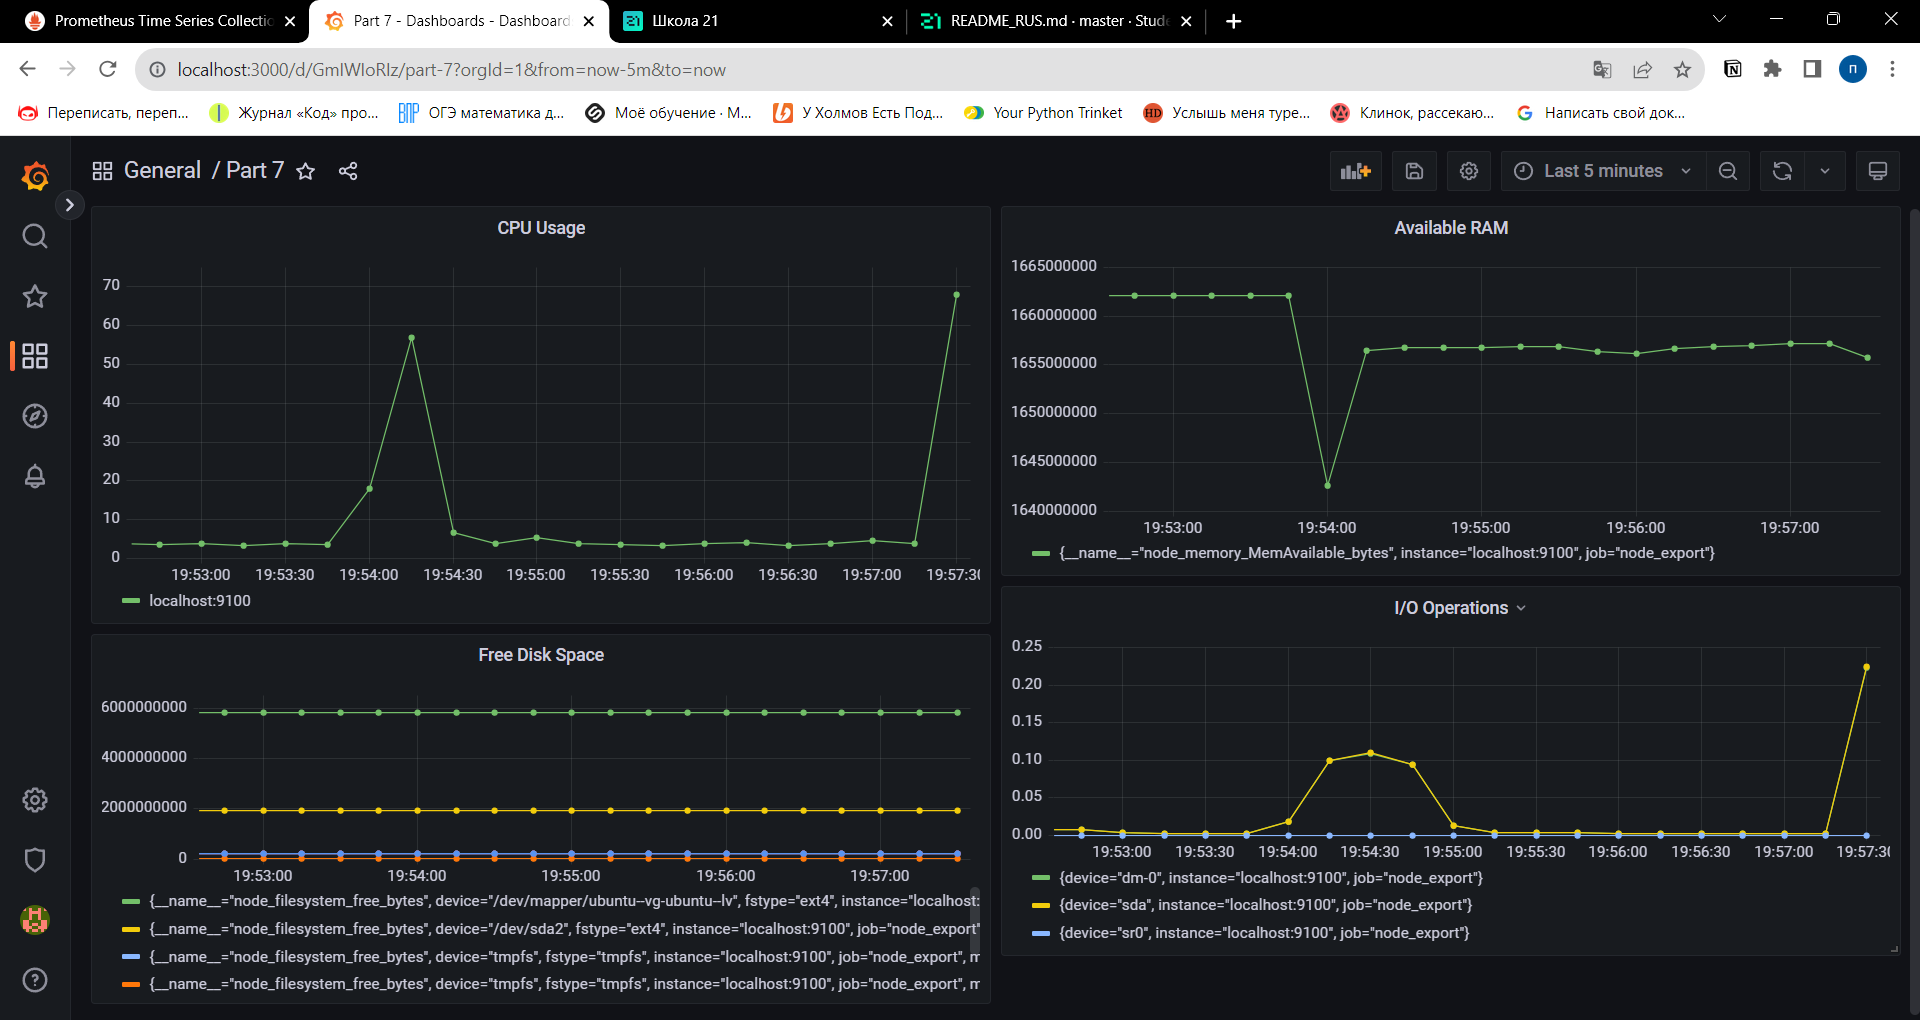 Prometheus Time Series Collectio
Part 7 - Dashboards - Dashboard
Школа 21
README_RUS.md · master · Stude
localhost:3000/d/GmIWIoRIz/part-7?orgId=1&from=now-5m&to=now
п
Переписать, переп...
Журнал «Код» про...
ОГЭ математика д...
Моё обучение · М...
У Холмов Есть Под...
Your Python Trinket
HD
Услышь меня туре...
Клинок, рассекаю...
Написать свой док...
General / Part 7
Last 5 minutes
CPU Usage
70
60
50
40
30
20
10
0
19:53:00 19:53:30 19:54:00 19:54:30 19:55:00 19:55:30 19:56:00 19:56:30 19:57:00 19:57:30
localhost:9100
Available RAM
1665000000
1660000000
1655000000
1650000000
1645000000
1640000000
19:53:00 19:54:00 19:55:00 19:56:00 19:57:00
{__name__="node_memory_MemAvailable_bytes", instance="localhost:9100", job="node_export"}
Free Disk Space
6000000000
4000000000
2000000000
0
19:53:00 19:54:00 19:55:00 19:56:00 19:57:00
{__name__="node_filesystem_free_bytes", device="/dev/mapper/ubuntu--vg-ubuntu--lv", fstype="ext4", instance="localhost:
{__name__="node_filesystem_free_bytes", device="/dev/sda2", fstype="ext4", instance="localhost:9100", job="node_export"
{__name__="node_filesystem_free_bytes", device="tmpfs", fstype="tmpfs", instance="localhost:9100", job="node_export", m
{__name__="node_filesystem_free_bytes", device="tmpfs", fstype="tmpfs", instance="localhost:9100", job="node_export", m
I/O Operations
0.25
0.20
0.15
0.10
0.05
0.00
19:53:00 19:53:30 19:54:00 19:54:30 19:55:00 19:55:30 19:56:00 19:56:30 19:57:00 19:57:30
{device="dm-0", instance="localhost:9100", job="node_export"}
{device="sda", instance="localhost:9100", job="node_export"}
{device="sr0", instance="localhost:9100", job="node_export"}